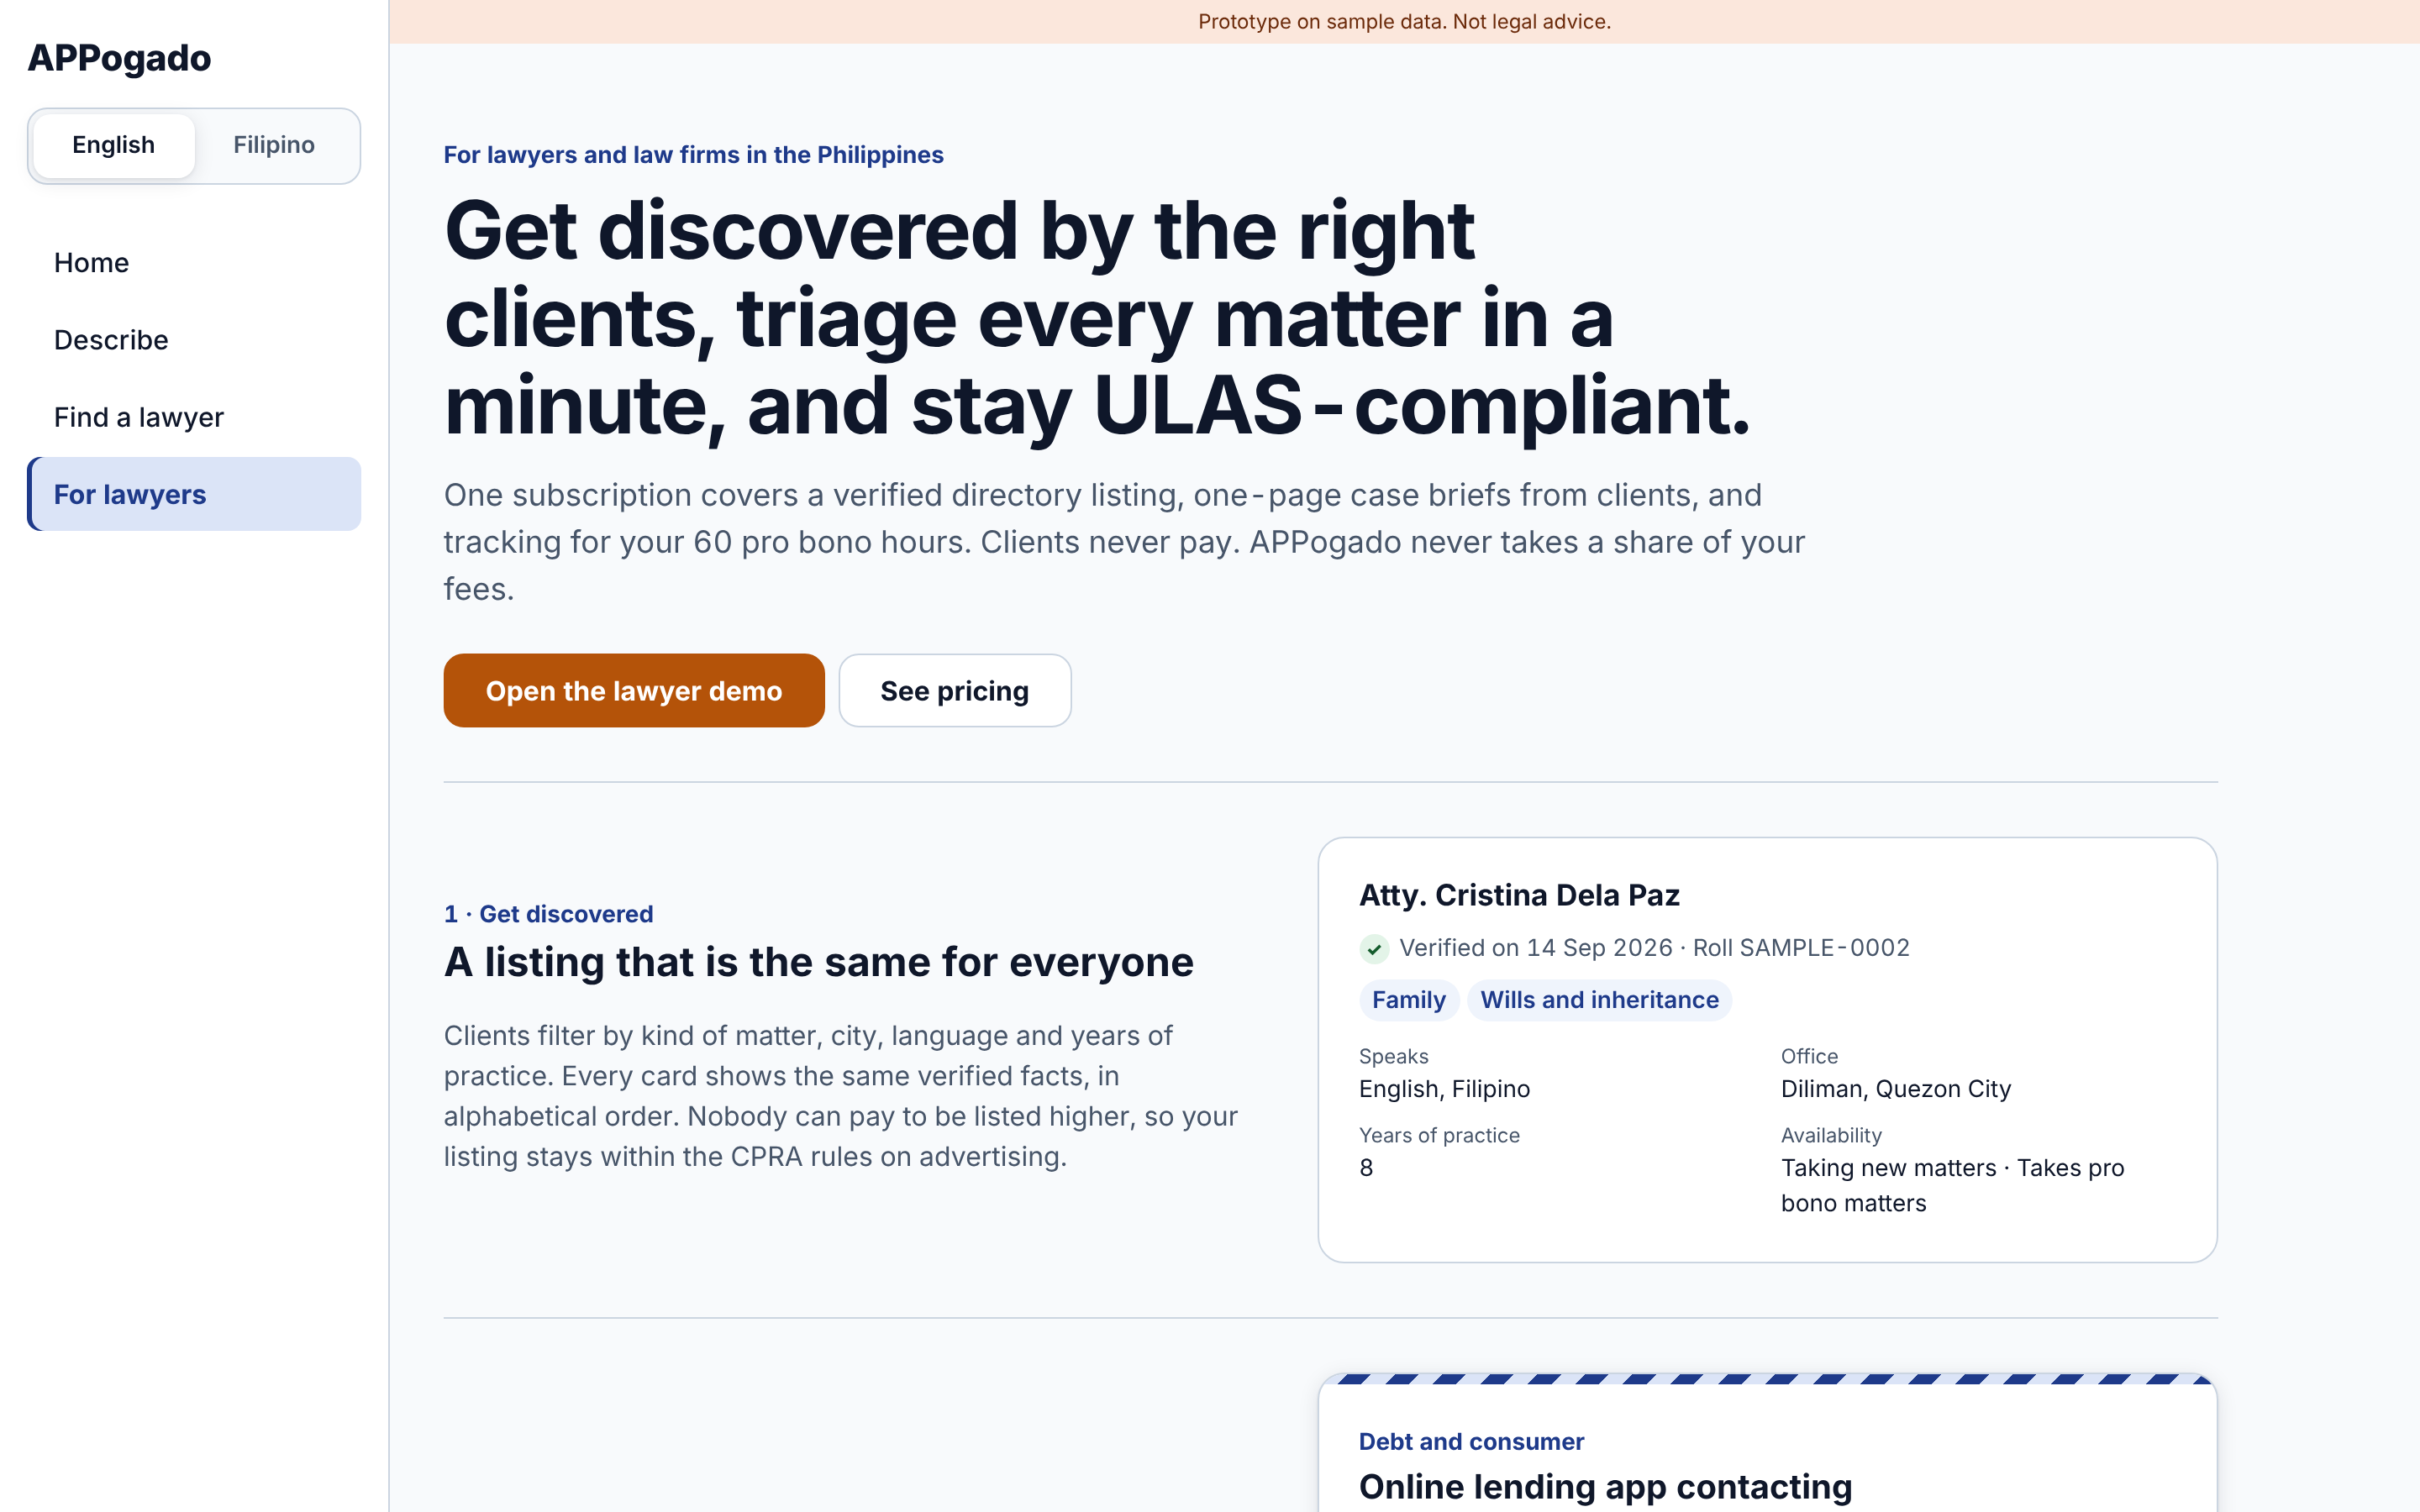 APPogado
English
Filipino
Home
Describe
Find a lawyer
For lawyers
Prototype on sample data. Not legal advice.
For lawyers and law firms in the Philippines
Get discovered by the right
clients, triage every matter in a
minute, and stay ULAS-compliant.
One subscription covers a verified directory listing, one-page case briefs from clients, and
tracking for your 60 pro bono hours. Clients never pay. APPogado never takes a share of your
fees.
Open the lawyer demo
See pricing
1 · Get discovered
A listing that is the same for everyone
Clients filter by kind of matter, city, language and years of
practice. Every card shows the same verified facts, in
alphabetical order. Nobody can pay to be listed higher, so your
listing stays within the CPRA rules on advertising.
Atty. Cristina Dela Paz
Verified on 14 Sep 2026 · Roll SAMPLE-0002
Family
Wills and inheritance
Speaks
English, Filipino
Office
Diliman, Quezon City
Years of practice
8
Availability
Taking new matters · Takes pro
bono matters
Debt and consumer
Online lending app contacting